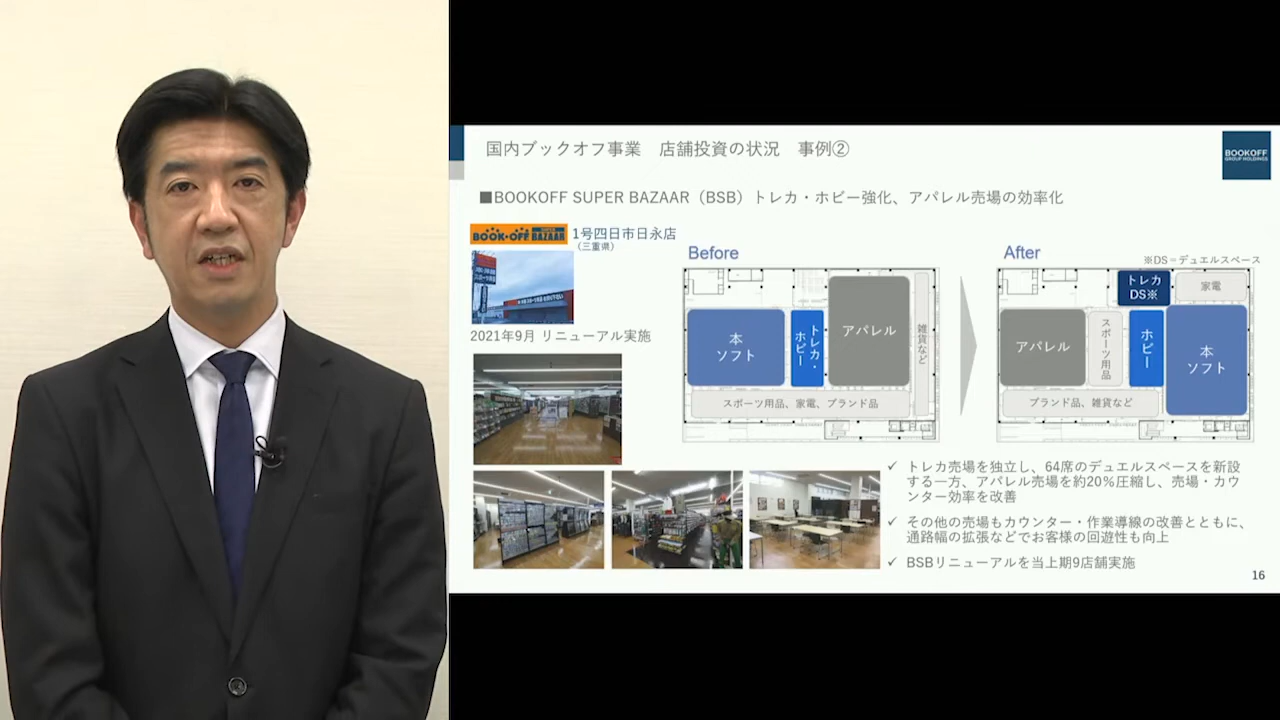 国内ブックオフ事業　店舗投資の状況　事例②
BOOKOFF
GROUP HOLDINGS
■BOOKOFF SUPER BAZAAR（BSB）トレカ・ホビー強化、アパレル売場の効率化
BOOK・OFF SUPER BAZAAR
1号四日市日永店
（三重県）
2021年9月 リニューアル実施
Before
本
ソフト
トレカ・
ホビー
アパレル
雑貨など
スポーツ用品、家電、ブランド品
After
※DS＝デュエルスペース
トレカ
DS※
家電
アパレル
スポーツ用品
ホビー
本
ソフト
ブランド品、雑貨など
✓ トレカ売場を独立し、64席のデュエルスペースを新設
する一方、アパレル売場を約20％圧縮し、売場・カウ
ンター効率を改善
✓ その他の売場もカウンター・作業導線の改善とともに、
通路幅の拡張などでお客様の回遊性も向上
✓ BSBリニューアルを当上期9店舗実施
16